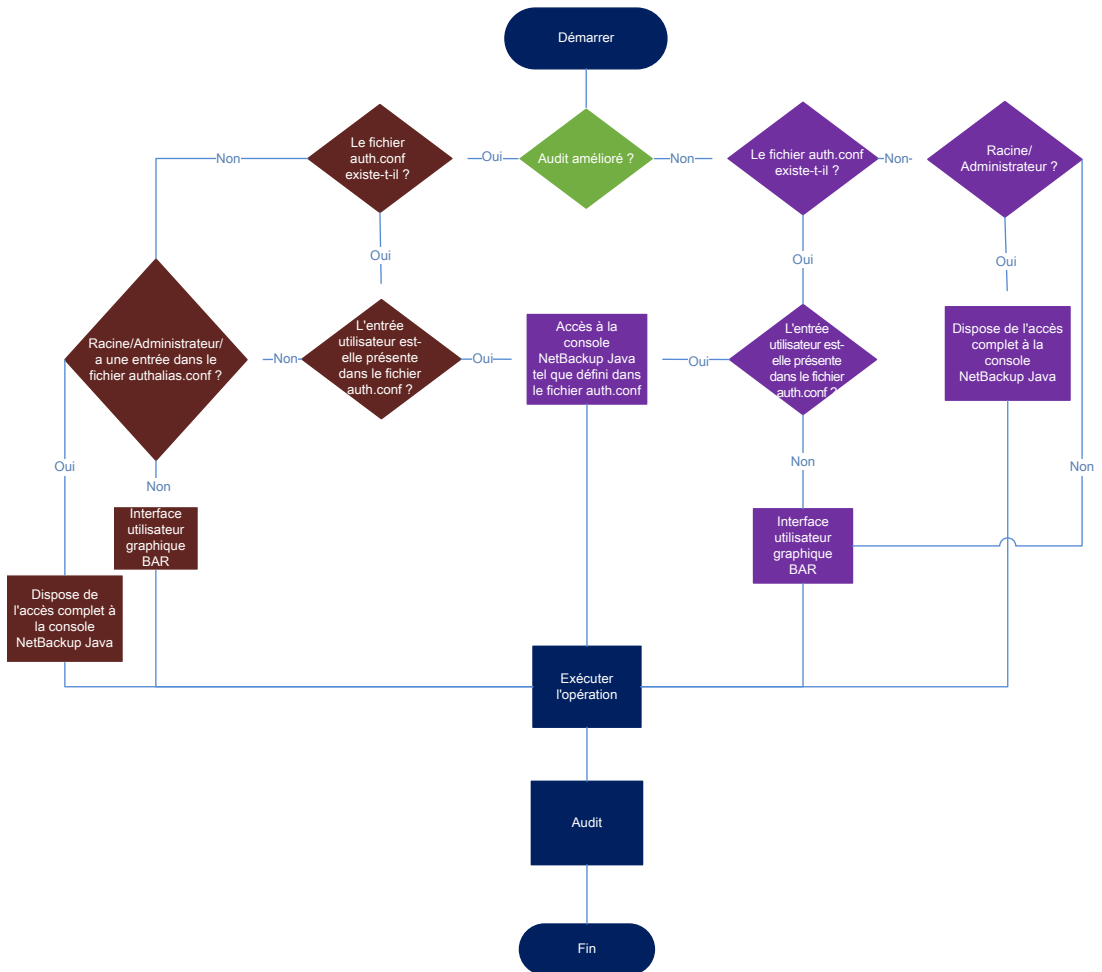 Démarrer
Le fichier
auth.conf
existe-t-il ?
Non
Oui
Audit amélioré ?
Non
Le fichier auth.conf
existe-t-il ?
Non
Racine/
Administrateur ?
Oui
Oui
Oui
Racine/Administrateur/
a une entrée dans le
fichier authalias.conf ?
Non
L'entrée
utilisateur est-
elle présente
dans le fichier
auth.conf ?
Oui
Accès à la
console
NetBackup Java
tel que défini dans
le fichier auth.conf
Oui
L'entrée
utilisateur est-
elle présente
dans le fichier
auth.conf ?
Dispose de l'accès
complet à la
console
NetBackup Java
Oui
Non
Non
Non
Interface
utilisateur
graphique
BAR
Interface
utilisateur
graphique
BAR
Dispose de
l'accès complet à
la console
NetBackup Java
Exécuter
l'opération
Audit
Fin